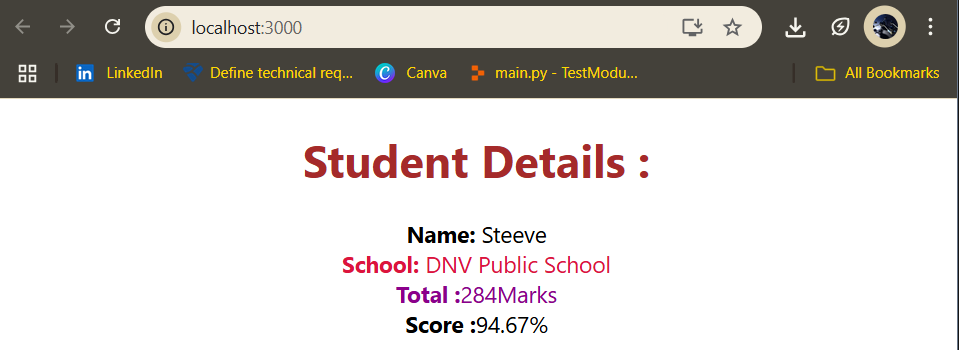 localhost:3000
LinkedIn Define technical req... Canva main.py - TestModu... All Bookmarks
Student Details :
Name: Steeve
School: DNV Public School
Total :284Marks
Score :94.67%